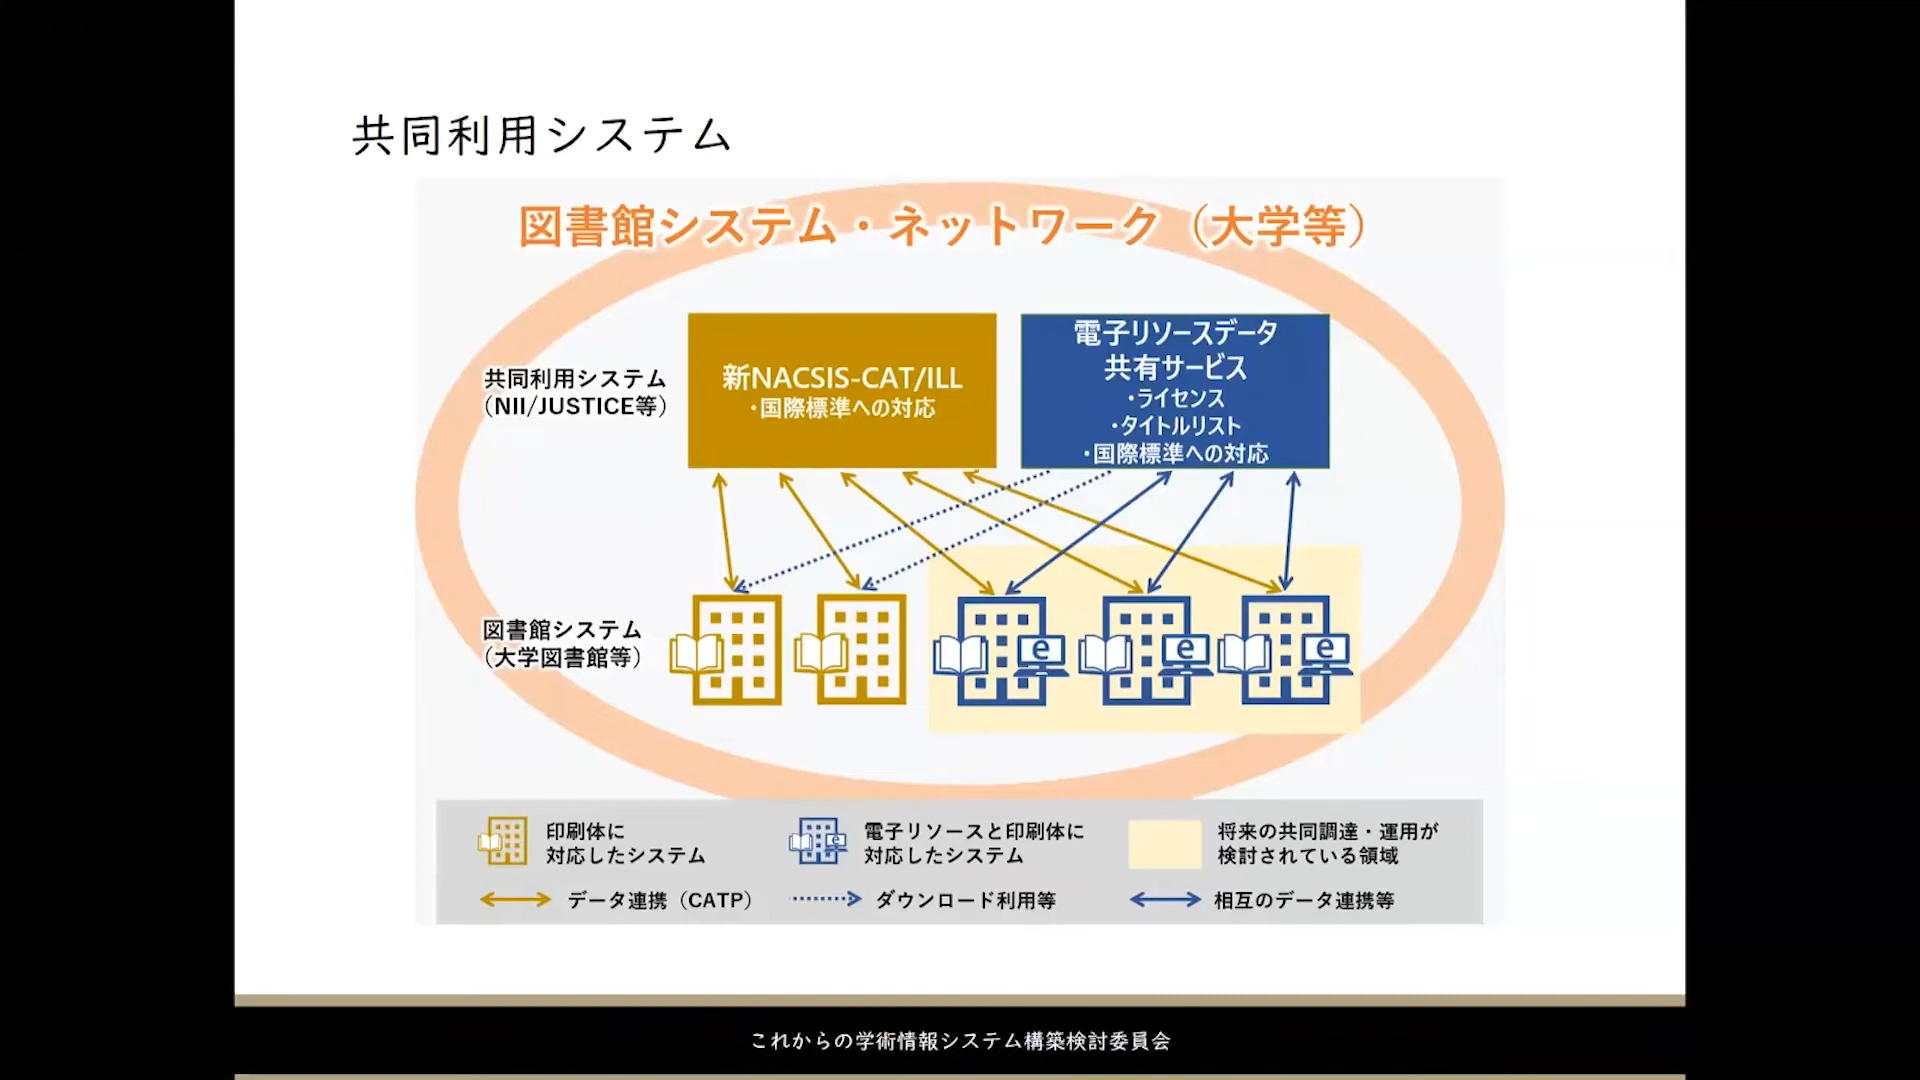 共同利用システム
図書館システム・ネットワーク（大学等）
共同利用システム
（NII/JUSTICE等）
新NACSIS-CAT/ILL
・国際標準への対応
電子リソースデータ
共有サービス
・ライセンス
・タイトルリスト
・国際標準への対応
図書館システム
（大学図書館等）
e
e
e
印刷体に
対応したシステム
電子リソースと印刷体に
対応したシステム
将来の共同調達・運用が
検討されている領域
データ連携（CATP）
ダウンロード利用等
相互のデータ連携等
これからの学術情報システム構築検討委員会